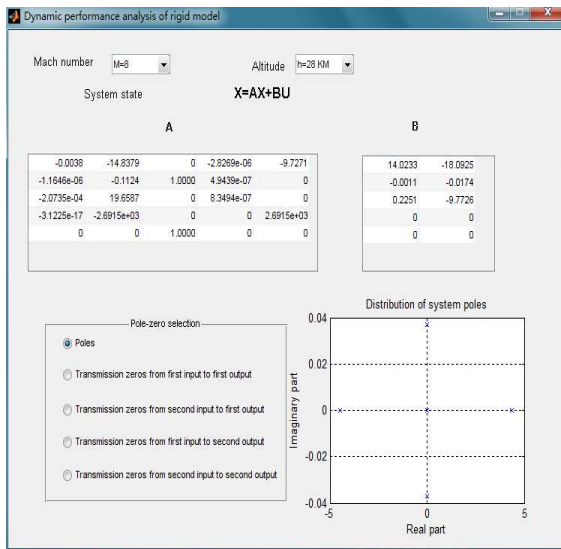 Dynamic performance analysis of rigid model
Mach number M=8 Altitude h=28 KM
System state X=AX+BU
A B
-0.0038 -14.8379 0 -2.8269e-06 -9.7271
-1.1646e-06 -0.1124 1.0000 4.9439e-07 0
-2.0735e-04 19.6587 0 8.3494e-07 0
-3.1225e-17 -2.6915e+03 0 0 2.6915e+03
0 0 1.0000 0 0
14.0233 -18.0925
-0.0011 -0.0174
0.2251 -9.7726
0 0
0 0
Pole-zero selection
Poles
Transmission zeros from first input to first output
Transmission zeros from second input to first output
Transmission zeros from first input to second output
Transmission zeros from second input to second output
Distribution of system poles
Imaginary part
0.04
0.02
0
-0.02
-0.04
-5 0 5
Real part